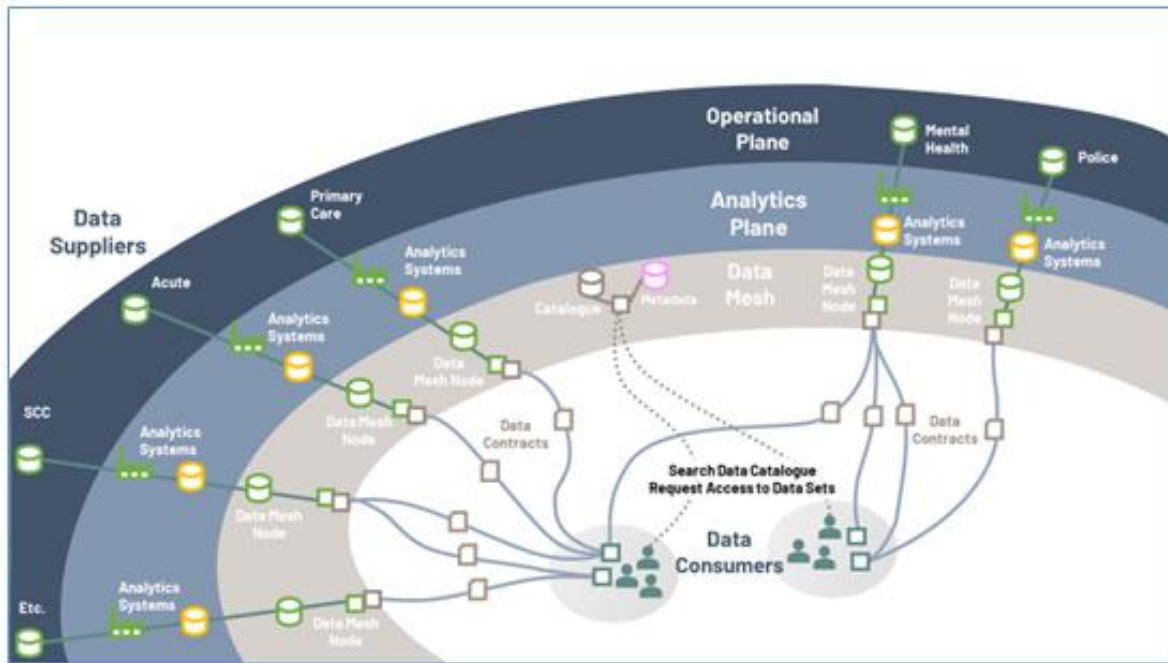 Operational
Plane
Mental
Health
Police
Primary
Care
Data
Suppliers
Analytics
Plane
Analytics
Systems
Analytics
Systems
Analytics
Systems
Acute
Data
Mesh
Catalogue
Metadata
Data
Mesh
Node
Data
Mesh
Node
Analytics
Systems
Data
Mesh Node
Data Mesh
Node
SCC
Analytics
Systems
Data
Contracts
Data
Contracts
Search Data Catalogue
Request Access to Data Sets
Data Mesh
Node
Data
Consumers
Analytics
Systems
Etc.
Data Mesh
Node